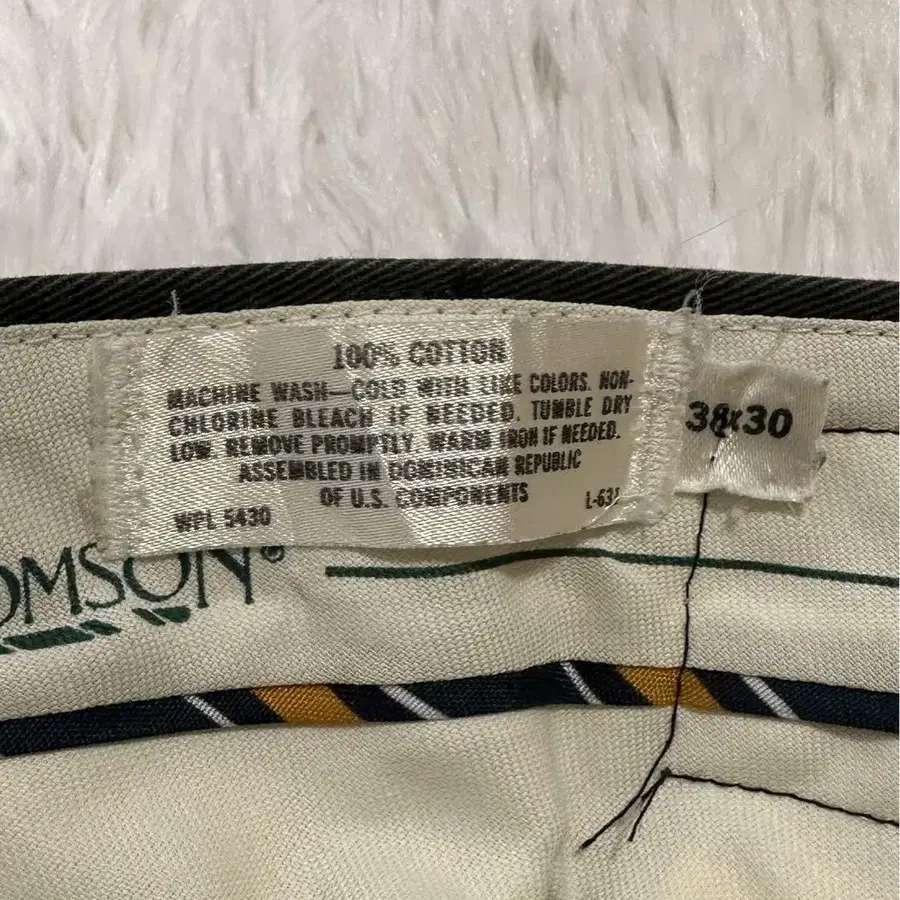 100% COTTON
MACHINE WASH—COLD WITH LIKE COLORS. NON-
CHLORINE BLEACH IF NEEDED. TUMBLE DRY
LOW. REMOVE PROMPTLY. WARM IRON IF NEEDED.
ASSEMBLED IN DOMINICAN REPUBLIC
OF U.S. COMPONENTS
WPL 5430
38x30
OMSON®